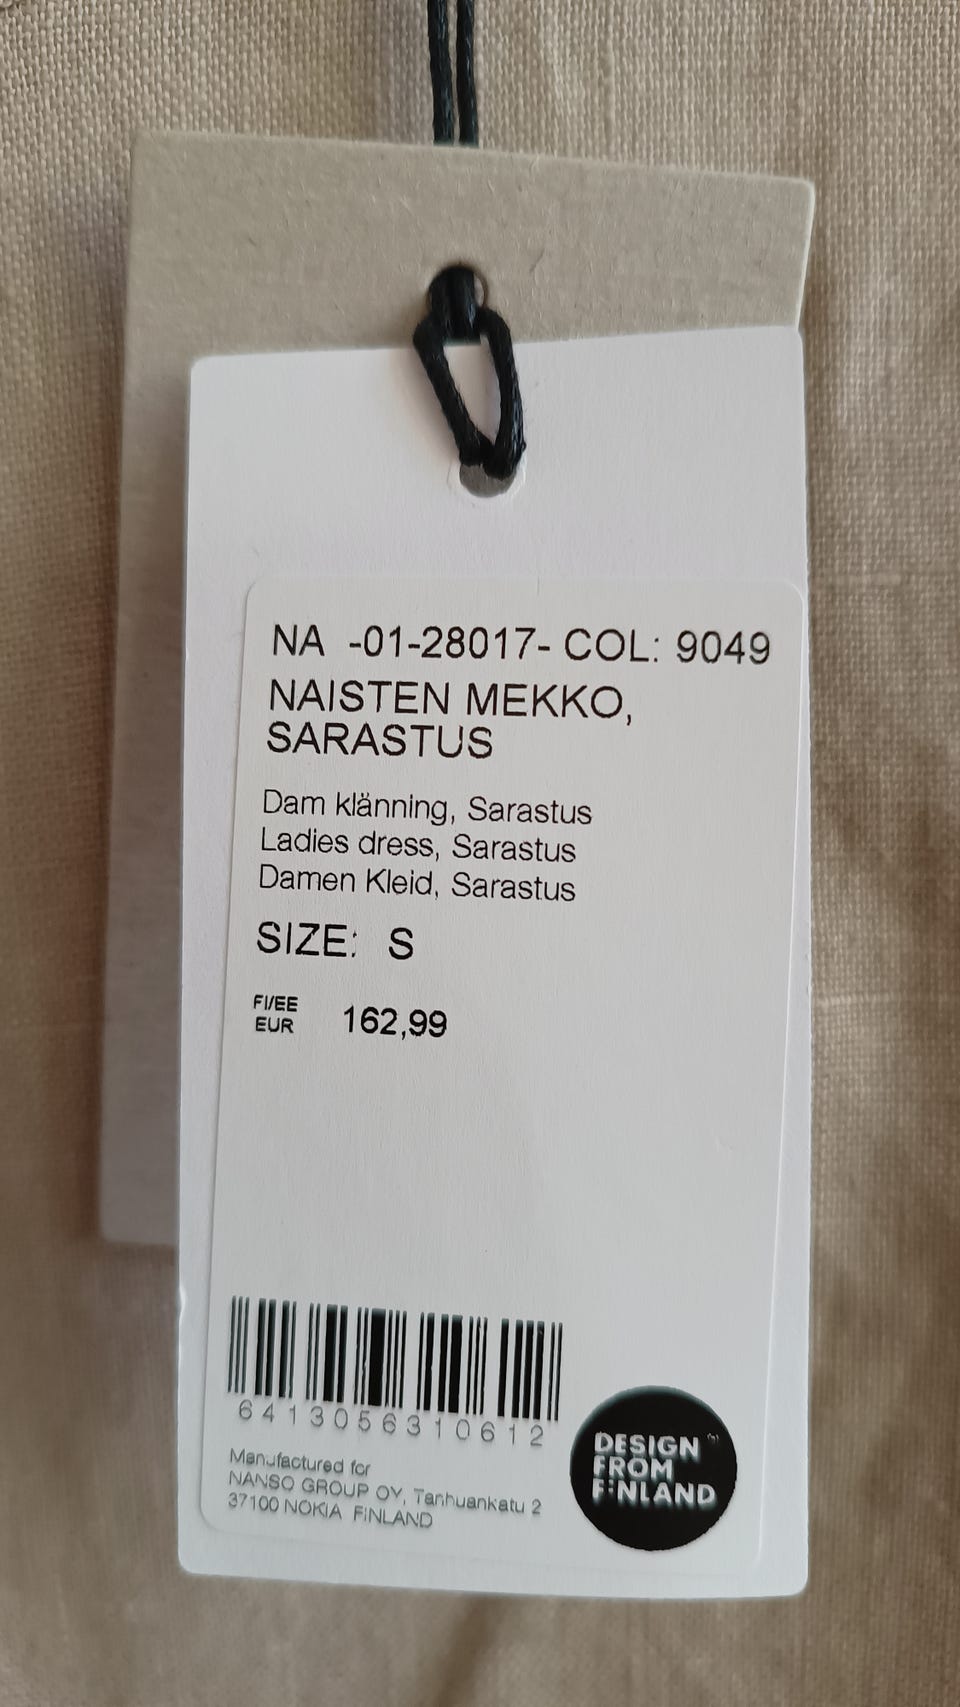 NA -01-28017- COL: 9049
NAISTEN MEKKO,
SARASTUS
Dam klänning, Sarastus
Ladies dress, Sarastus
Damen Kleid, Sarastus
SIZE: S
FI/EE
EUR 162,99
6413056310612
Manufactured for
NANSO GROUP OY, Tanhuankatu 2
37100 NOKIA FINLAND
DESIGN
FROM
FINLAND